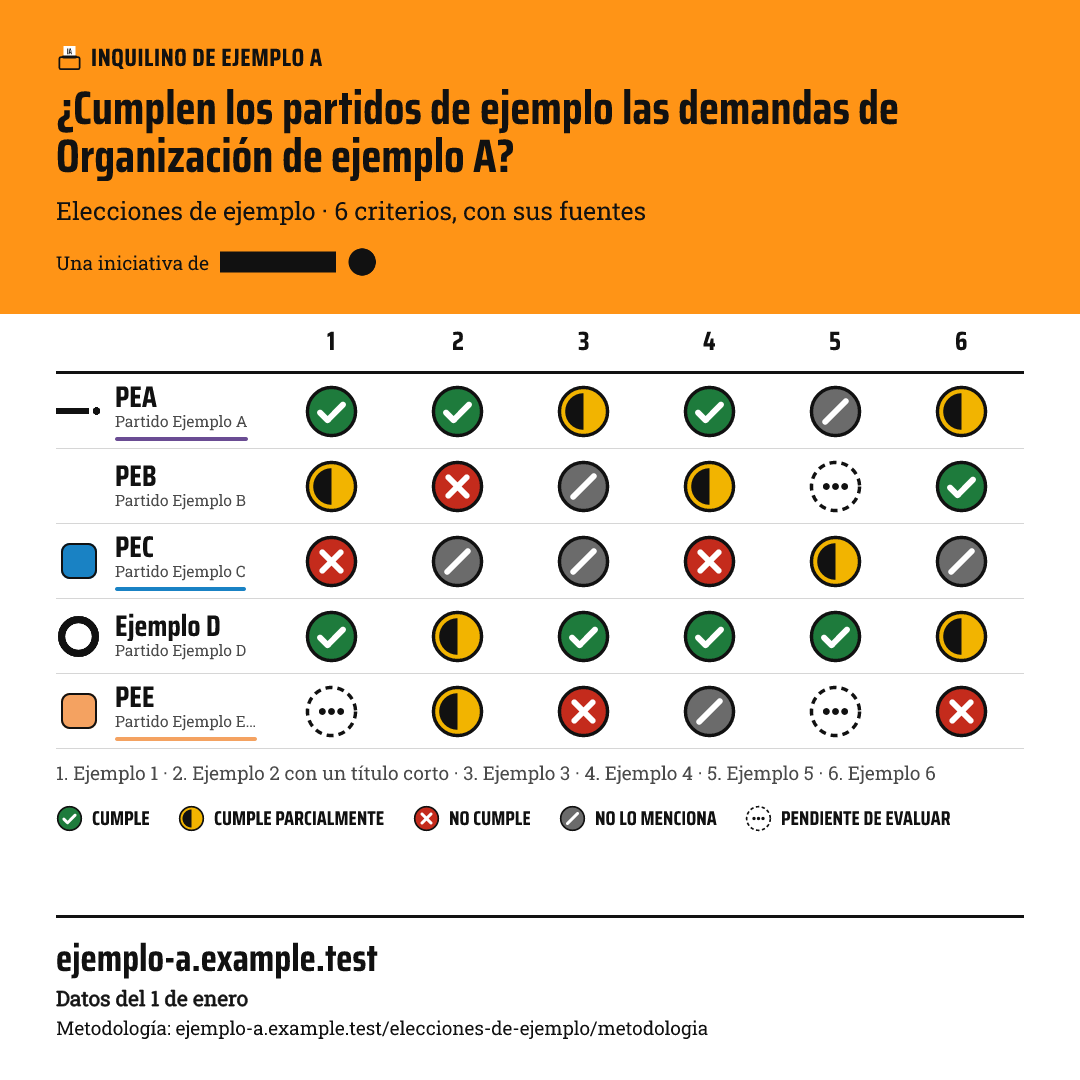 IA
INQUILINO DE EJEMPLO A
¿Cumplen los partidos de ejemplo las demandas de
Organización de ejemplo A?
Elecciones de ejemplo · 6 criterios, con sus fuentes
Una iniciativa de
1 2 3 4 5 6
PEA
Partido Ejemplo A
PEB
Partido Ejemplo B
PEC
Partido Ejemplo C
Ejemplo D
Partido Ejemplo D
PEE
Partido Ejemplo E...
1. Ejemplo 1 · 2. Ejemplo 2 con un título corto · 3. Ejemplo 3 · 4. Ejemplo 4 · 5. Ejemplo 5 · 6. Ejemplo 6
CUMPLE CUMPLE PARCIALMENTE NO CUMPLE NO LO MENCIONA PENDIENTE DE EVALUAR
ejemplo-a.example.test
Datos del 1 de enero
Metodología: ejemplo-a.example.test/elecciones-de-ejemplo/metodologia